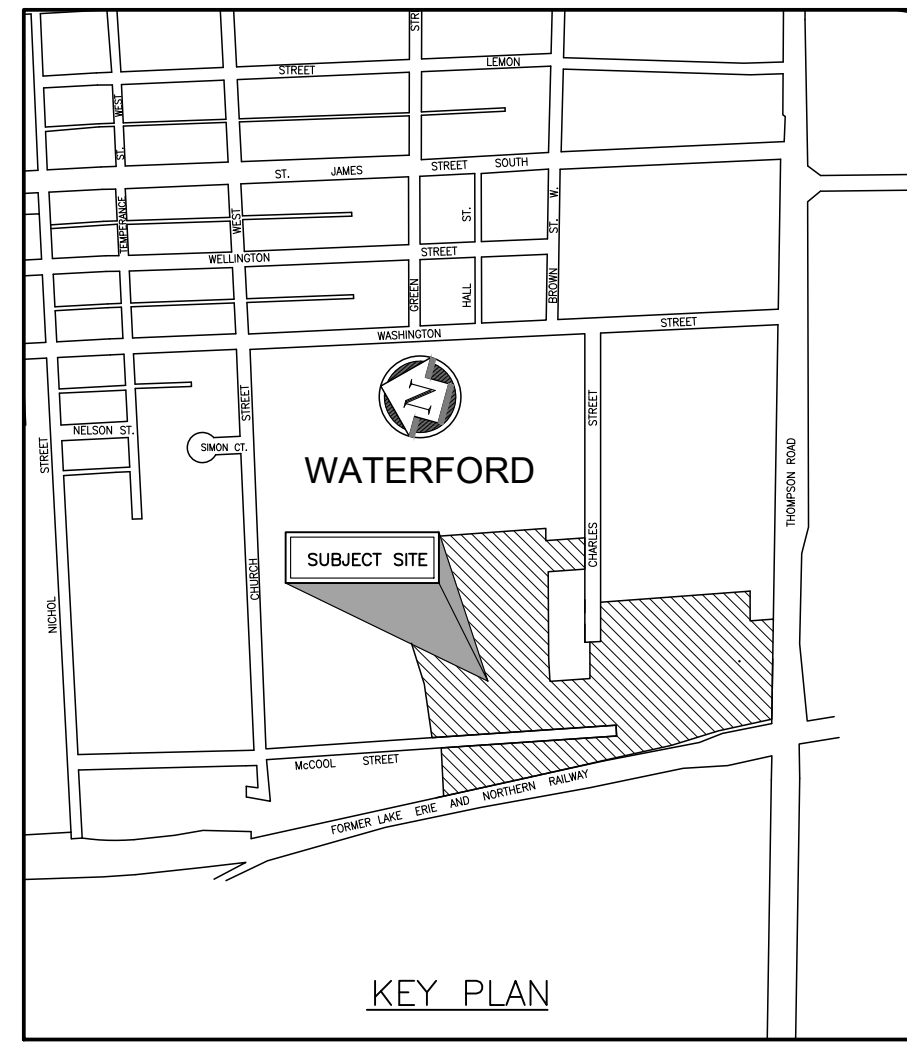 STR
STREET
LEMON
WEST
ST.
ST. JAMES STREET SOUTH
TEMPERANCE
WEST
ST.
ST. W.
WELLINGTON STREET
GREEN
HALL
BROWN
WASHINGTON STREET
STREET
STREET
NELSON ST.
SIMON CT.
STREET
THOMPSON ROAD
N
WATERFORD
SUBJECT SITE
CHARLES
CHURCH
NICHOL
McCOOL STREET
FORMER LAKE ERIE AND NORTHERN RAILWAY
KEY PLAN